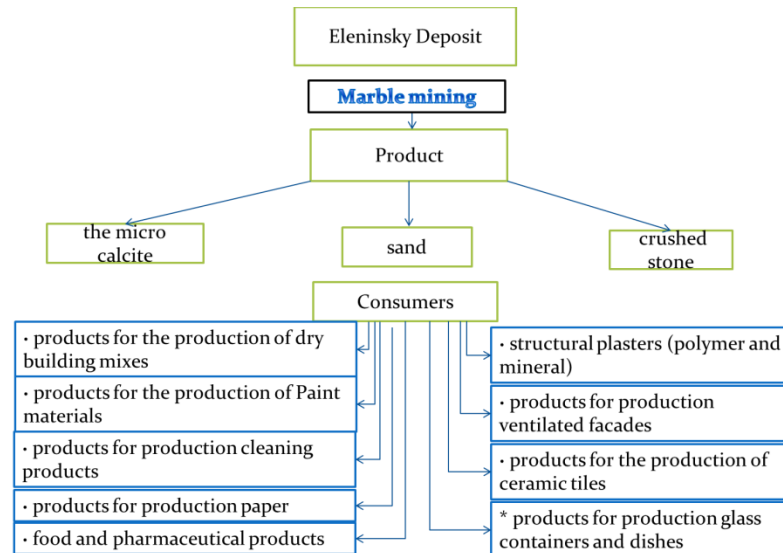 Eleninsky Deposit
Marble mining
Product
the micro
calcite
sand
crushed
stone
Consumers
· products for the production of dry
building mixes
· products for the production of Paint
materials
· products for production cleaning
products
· products for production paper
· food and pharmaceutical products
· structural plasters (polymer and
mineral)
· products for production
ventilated facades
· products for the production of
ceramic tiles
* products for production glass
containers and dishes